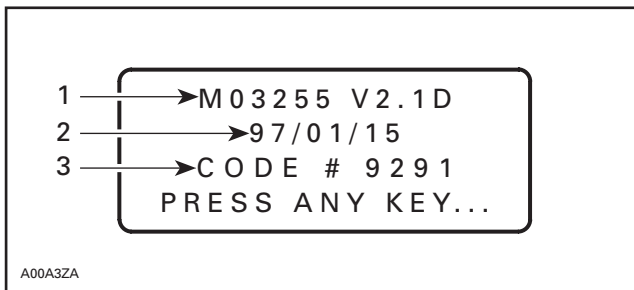 1 M03255 V2.1D
2 97/01/15
3 CODE # 9291
PRESS ANY KEY...
A00A3ZA